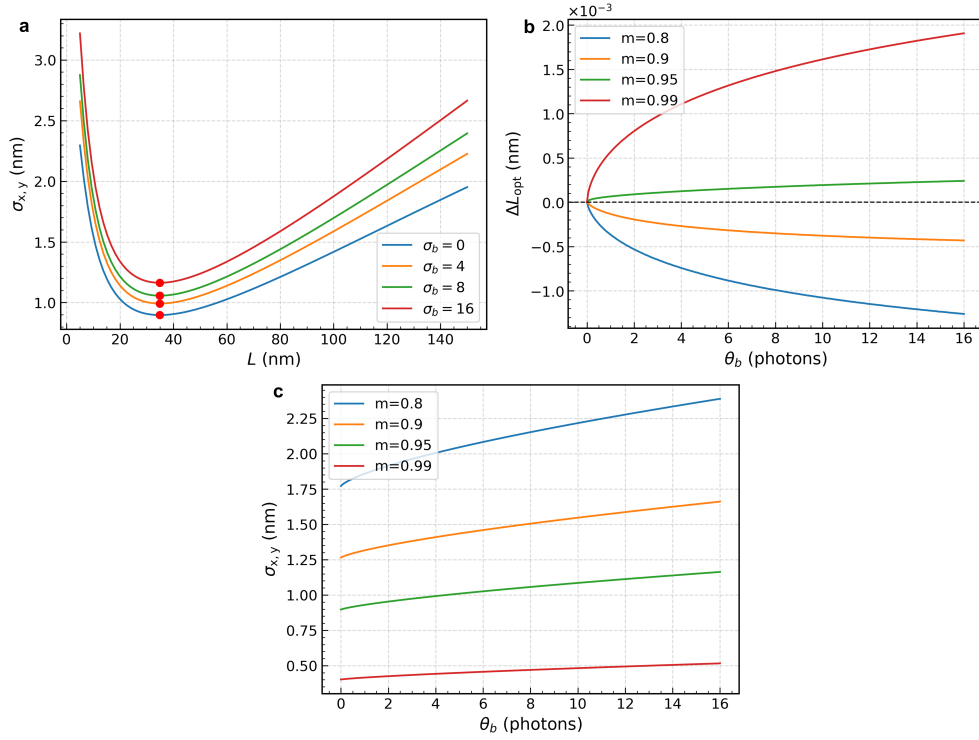 a
3.0
2.5
2.0
1.5
1.0
σx, y (nm)
0 20 40 60 80 100 120 140
L (nm)
σb = 0
σb = 4
σb = 8
σb = 16
b
×10−3
2.0
1.5
1.0
0.5
0.0
−0.5
−1.0
ΔLopt (nm)
0 2 4 6 8 10 12 14 16
θb (photons)
m=0.8
m=0.9
m=0.95
m=0.99
c
2.25
2.00
1.75
1.50
1.25
1.00
0.75
0.50
σx, y (nm)
0 2 4 6 8 10 12 14 16
θb (photons)
m=0.8
m=0.9
m=0.95
m=0.99